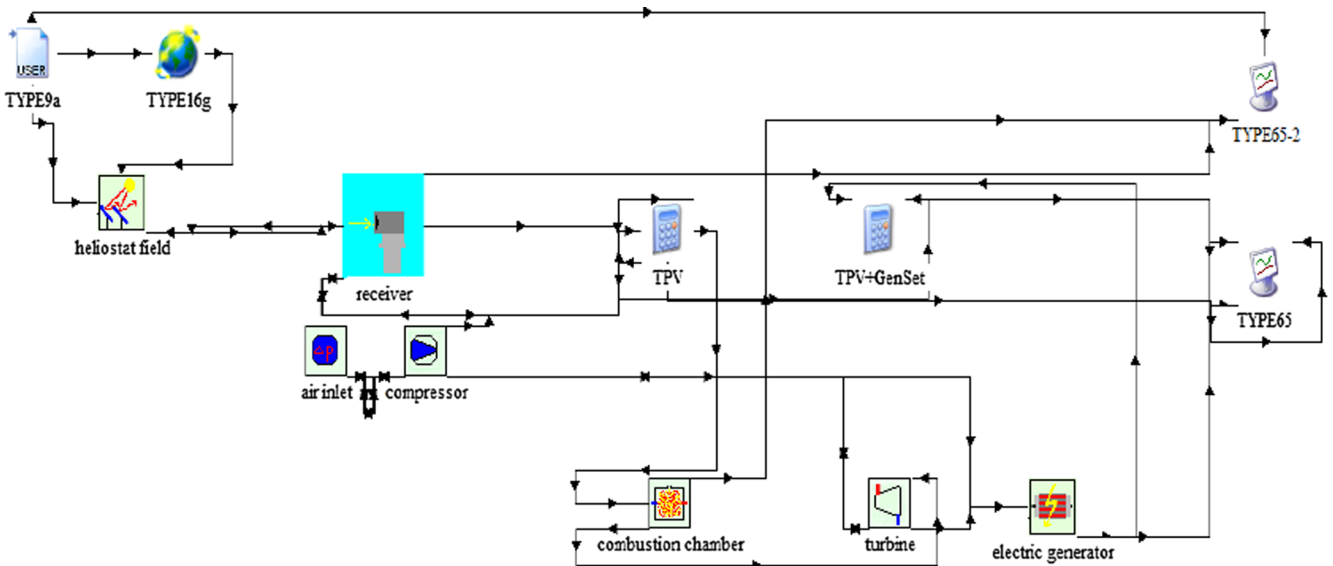 USER
TYPE9a
TYPE16g
TYPE65-2
heliostat field
receiver
TPV
TPV+GenSet
TYPE65
ΔP
air inlet
compressor
combustion chamber
turbine
electric generator